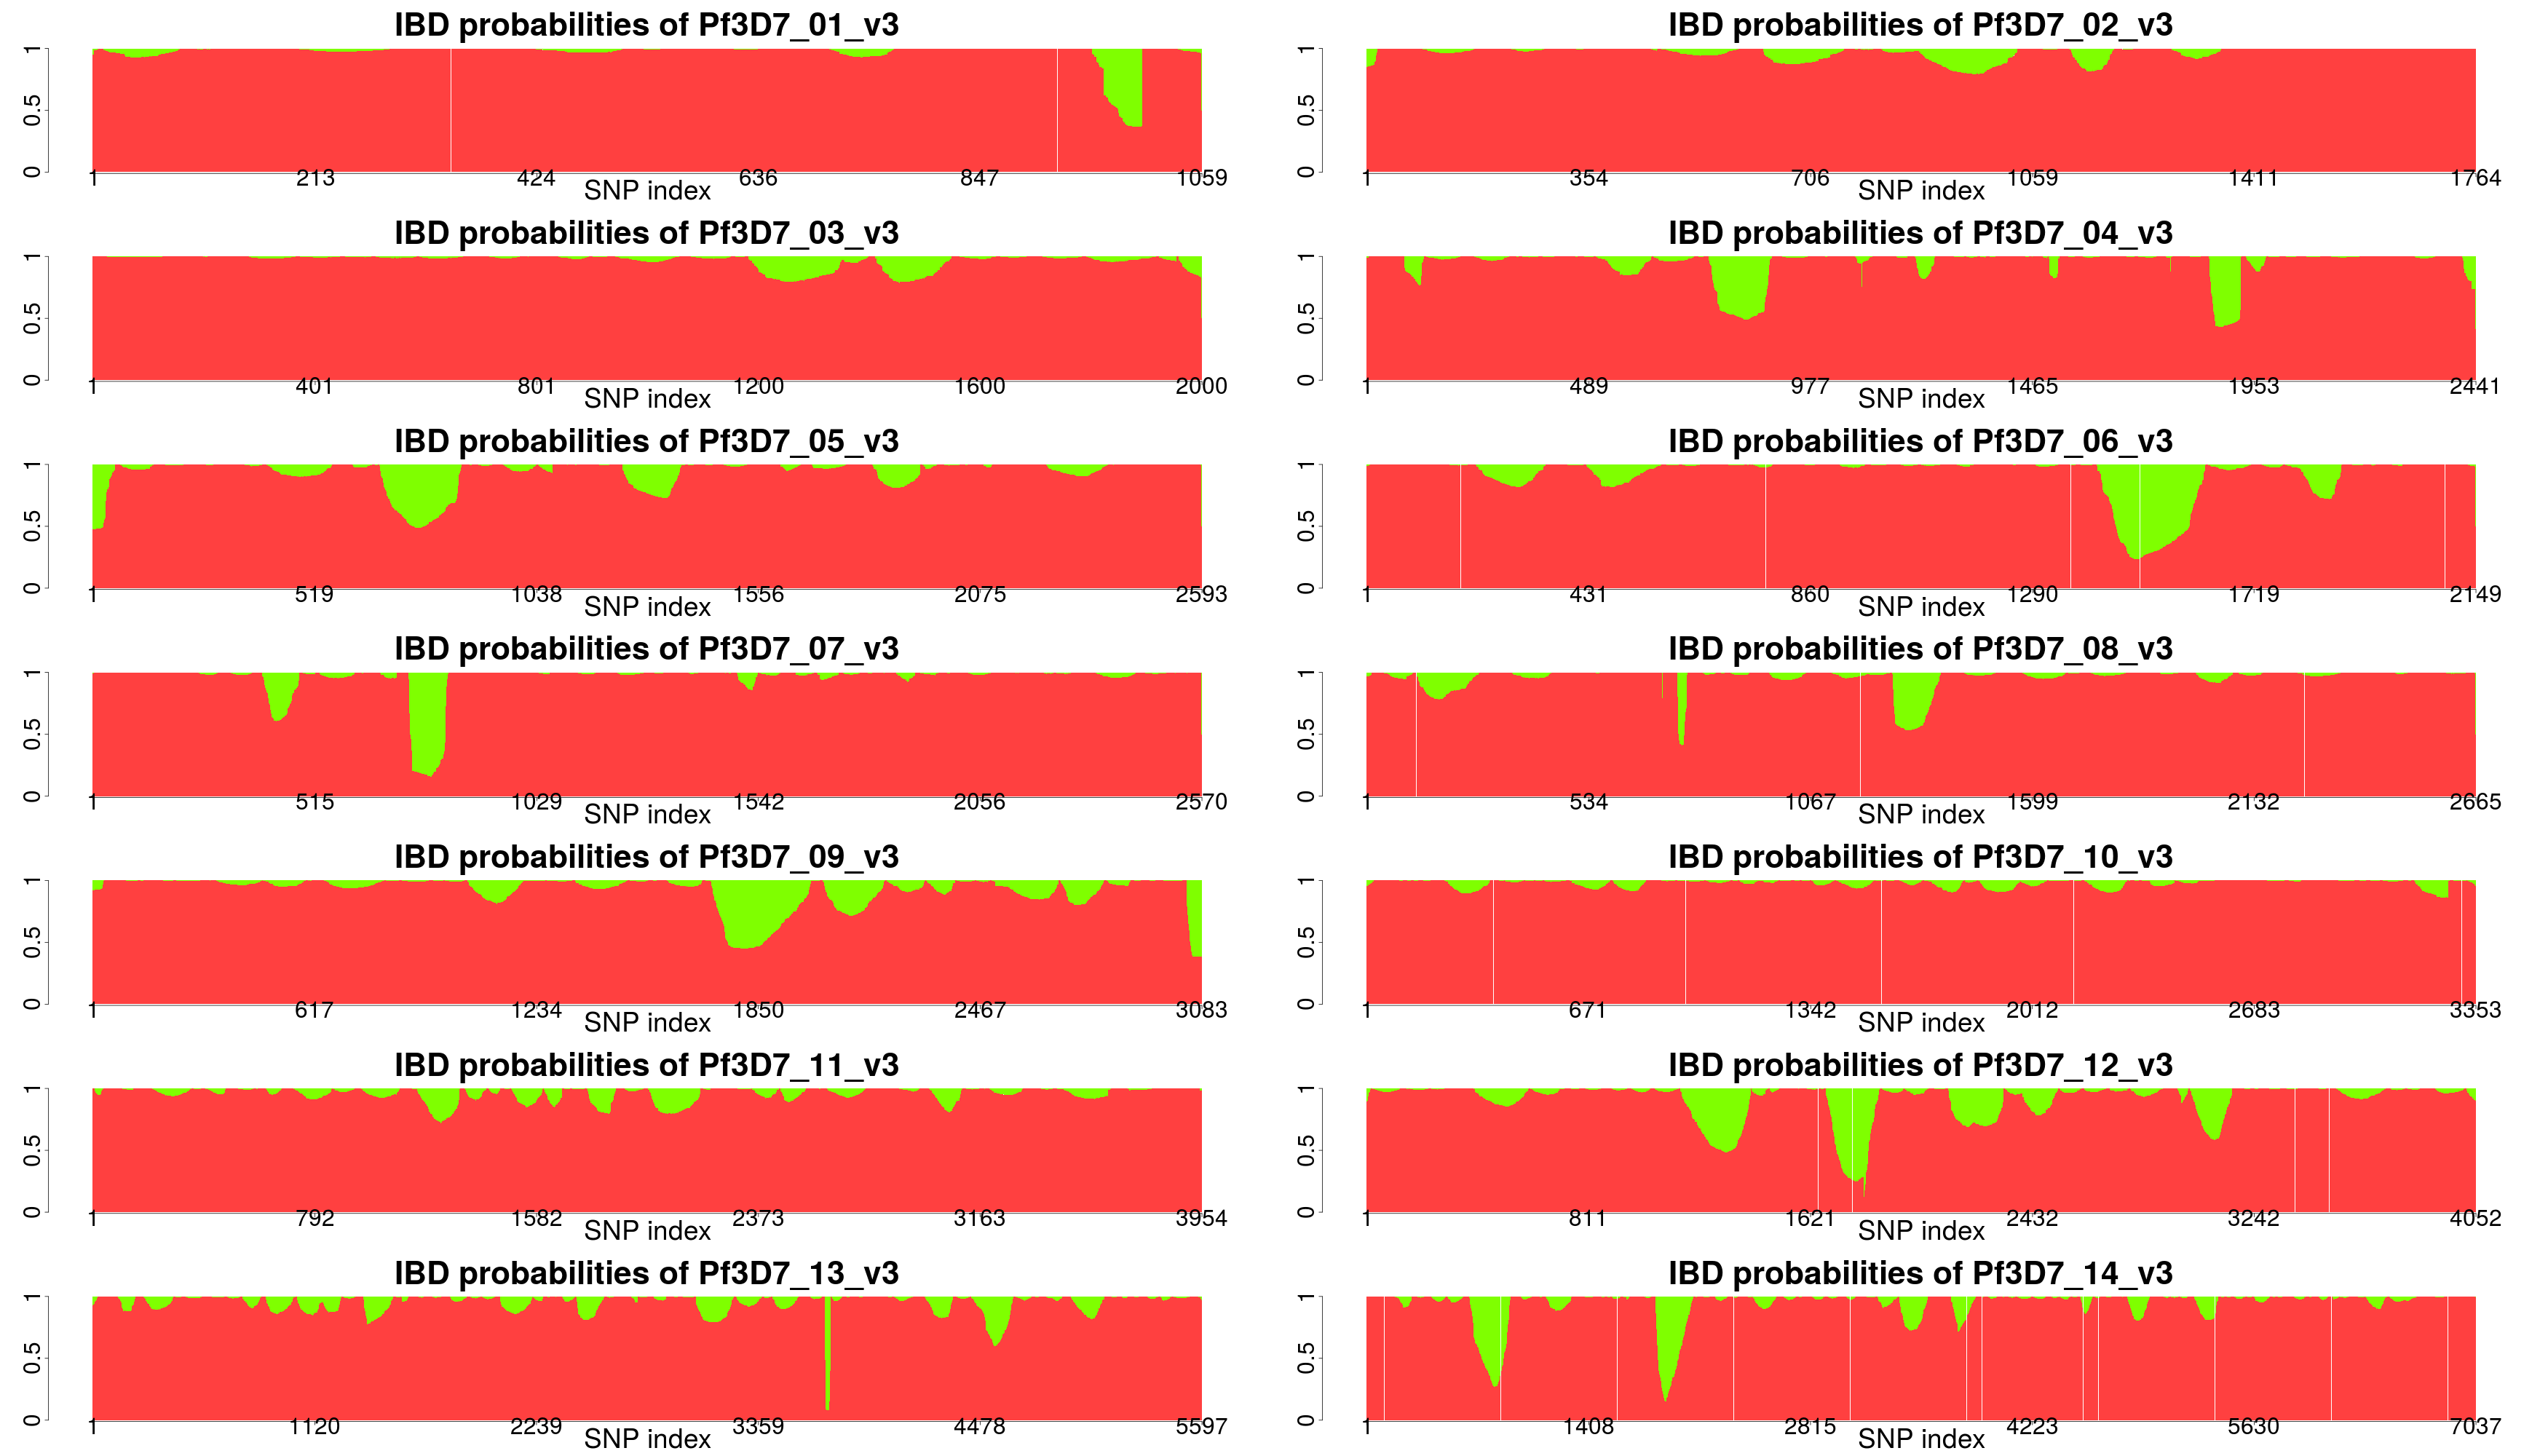 IBD probabilities of Pf3D7_01_v3
0 0.5 1
1 213 424 636 847 1059
SNP index
IBD probabilities of Pf3D7_02_v3
0 0.5 1
1 354 706 1059 1411 1764
SNP index
IBD probabilities of Pf3D7_03_v3
0 0.5 1
1 401 801 1200 1600 2000
SNP index
IBD probabilities of Pf3D7_04_v3
0 0.5 1
1 489 977 1465 1953 2441
SNP index
IBD probabilities of Pf3D7_05_v3
0 0.5 1
1 519 1038 1556 2075 2593
SNP index
IBD probabilities of Pf3D7_06_v3
0 0.5 1
1 431 860 1290 1719 2149
SNP index
IBD probabilities of Pf3D7_07_v3
0 0.5 1
1 515 1029 1542 2056 2570
SNP index
IBD probabilities of Pf3D7_08_v3
0 0.5 1
1 534 1067 1599 2132 2665
SNP index
IBD probabilities of Pf3D7_09_v3
0 0.5 1
1 617 1234 1850 2467 3083
SNP index
IBD probabilities of Pf3D7_10_v3
0 0.5 1
1 671 1342 2012 2683 3353
SNP index
IBD probabilities of Pf3D7_11_v3
0 0.5 1
1 792 1582 2373 3163 3954
SNP index
IBD probabilities of Pf3D7_12_v3
0 0.5 1
1 811 1621 2432 3242 4052
SNP index
IBD probabilities of Pf3D7_13_v3
0 0.5 1
1 1120 2239 3359 4478 5597
SNP index
IBD probabilities of Pf3D7_14_v3
0 0.5 1
1 1408 2815 4223 5630 7037
SNP index